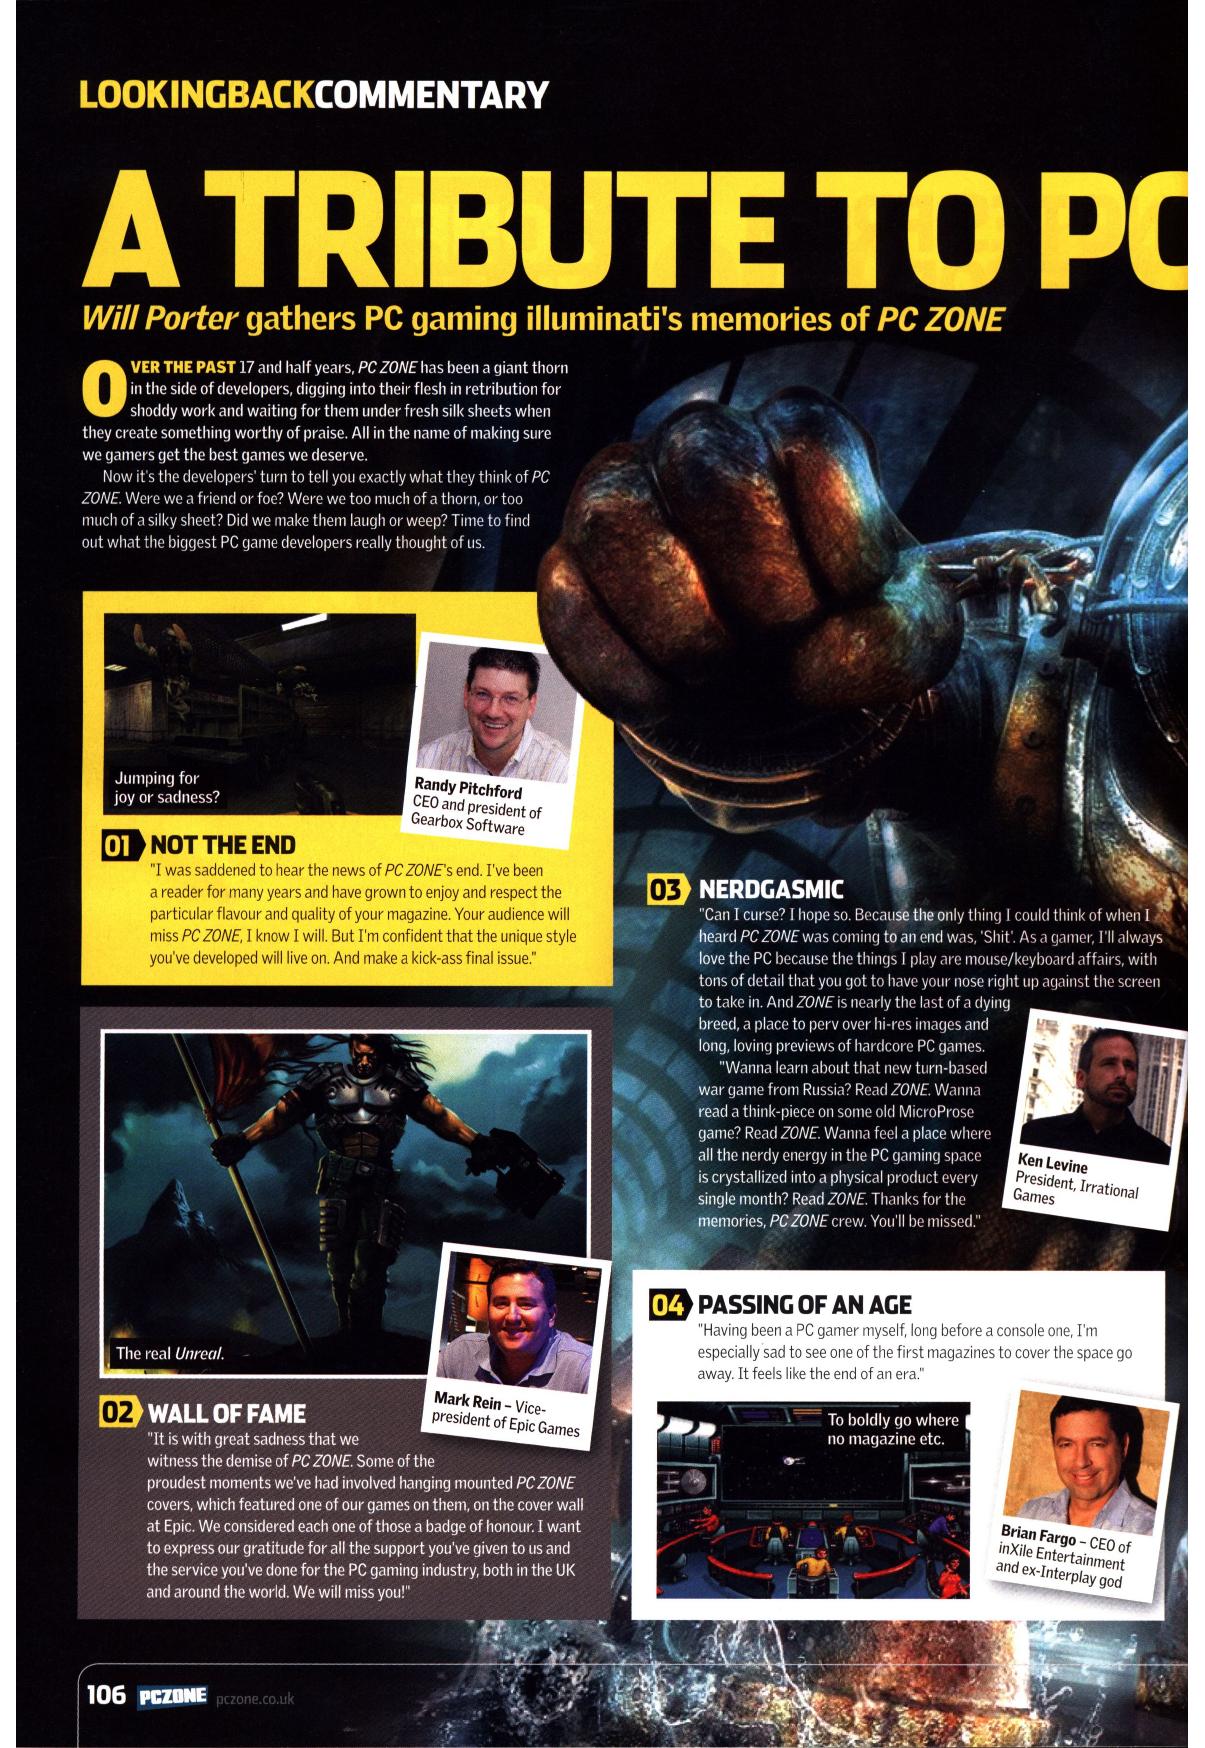 LOOKINGBACKCOMMENTARY
A TRIBUTE TO PC
Will Porter gathers PC gaming illuminati's memories of PC ZONE
OVER THE PAST 17 and half years, PC ZONE has been a giant thorn
in the side of developers, digging into their flesh in retribution for
shoddy work and waiting for them under fresh silk sheets when
they create something worthy of praise. All in the name of making sure
we gamers get the best games we deserve.
Now it's the developers' turn to tell you exactly what they think of PC
ZONE. Were we a friend or foe? Were we too much of a thorn, or too
much of a silky sheet? Did we make them laugh or weep? Time to find
out what the biggest PC game developers really thought of us.
Jumping for
joy or sadness?
Randy Pitchford
CEO and president of
Gearbox Software
01 NOT THE END
"I was saddened to hear the news of PC ZONE's end. I've been
a reader for many years and have grown to enjoy and respect the
particular flavour and quality of your magazine. Your audience will
miss PC ZONE, I know I will. But I'm confident that the unique style
you've developed will live on. And make a kick-ass final issue."
The real Unreal.
Mark Rein – Vice-
president of Epic Games
02 WALL OF FAME
"It is with great sadness that we
witness the demise of PC ZONE. Some of the
proudest moments we've had involved hanging mounted PC ZONE
covers, which featured one of our games on them, on the cover wall
at Epic. We considered each one of those a badge of honour. I want
to express our gratitude for all the support you've given to us and
the service you've done for the PC gaming industry, both in the UK
and around the world. We will miss you!"
03 NERDGASMIC
"Can I curse? I hope so. Because the only thing I could think of when I
heard PC ZONE was coming to an end was, 'Shit'. As a gamer, I'll always
love the PC because the things I play are mouse/keyboard affairs, with
tons of detail that you got to have your nose right up against the screen
to take in. And ZONE is nearly the last of a dying
breed, a place to perv over hi-res images and
long, loving previews of hardcore PC games.
"Wanna learn about that new turn-based
war game from Russia? Read ZONE. Wanna
read a think-piece on some old MicroProse
game? Read ZONE. Wanna feel a place where
all the nerdy energy in the PC gaming space
is crystallized into a physical product every
single month? Read ZONE. Thanks for the
memories, PC ZONE crew. You'll be missed."
Ken Levine
President, Irrational
Games
04 PASSING OF AN AGE
"Having been a PC gamer myself, long before a console one, I'm
especially sad to see one of the first magazines to cover the space go
away. It feels like the end of an era."
To boldly go where
no magazine etc.
Brian Fargo – CEO of
inXile Entertainment
and ex-Interplay god
106 PCZONE pczone.co.uk